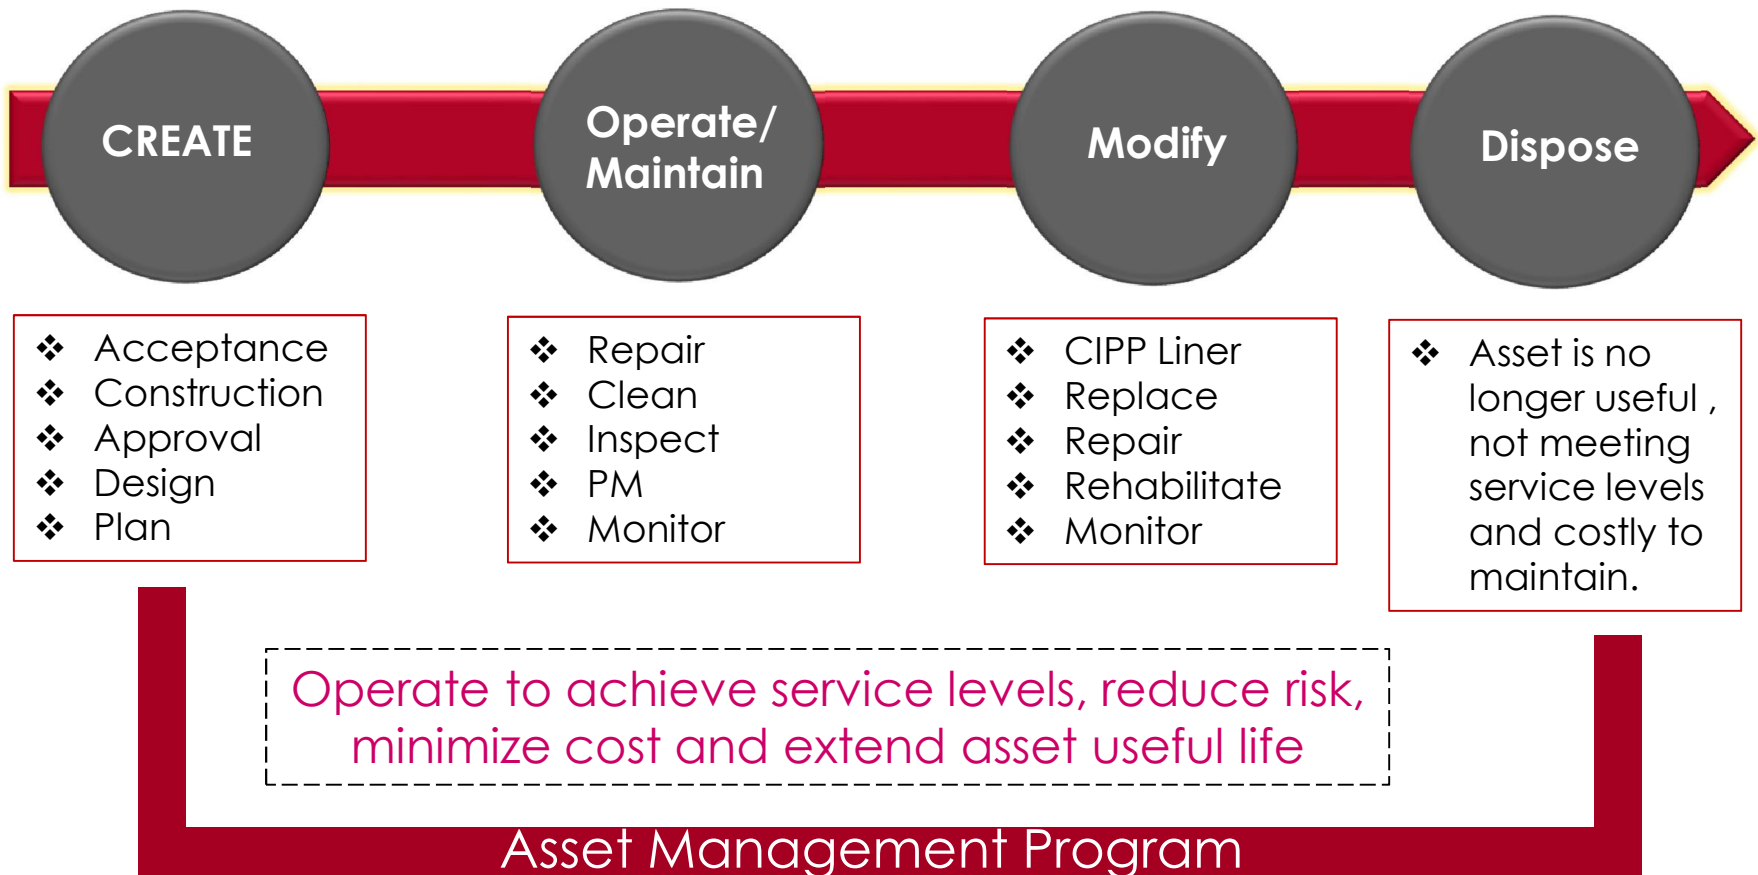 CREATE
Operate/
Maintain
Modify
Dispose
❖ Acceptance
❖ Construction
❖ Approval
❖ Design
❖ Plan
❖ Repair
❖ Clean
❖ Inspect
❖ PM
❖ Monitor
❖ CIPP Liner
❖ Replace
❖ Repair
❖ Rehabilitate
❖ Monitor
❖ Asset is no
longer useful ,
not meeting
service levels
and costly to
maintain.
Operate to achieve service levels, reduce risk,
minimize cost and extend asset useful life
Asset Management Program